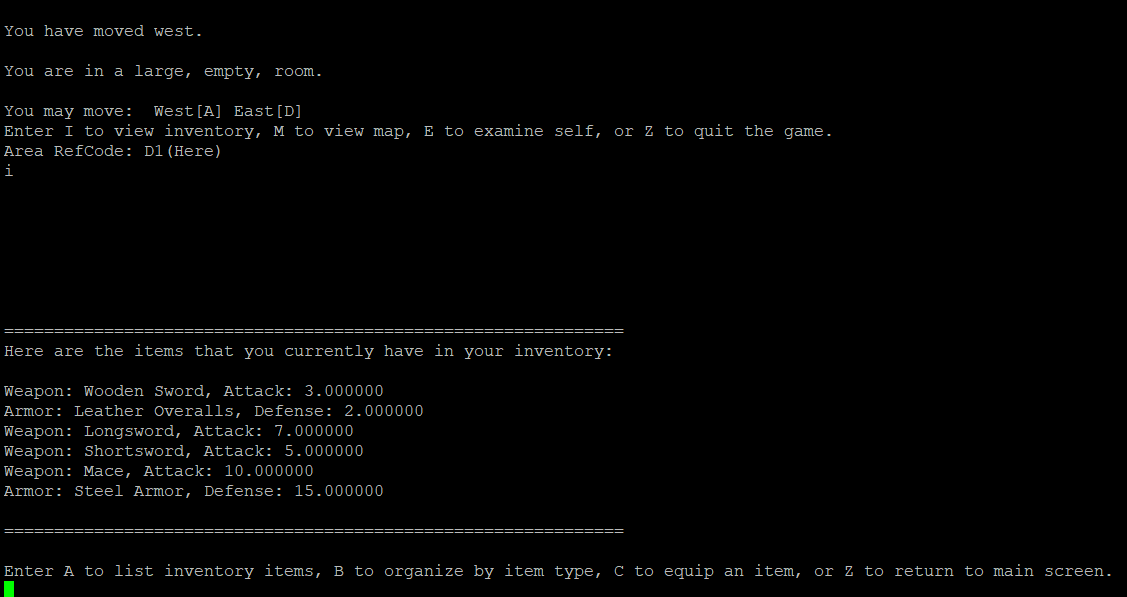 You have moved west.
You are in a large, empty, room.
You may move:  West[A] East[D]
Enter I to view inventory, M to view map, E to examine self, or Z to quit the game.
Area RefCode: D1(Here)
i
==============================================================
Here are the items that you currently have in your inventory:
Weapon: Wooden Sword, Attack: 3.000000
Armor: Leather Overalls, Defense: 2.000000
Weapon: Longsword, Attack: 7.000000
Weapon: Shortsword, Attack: 5.000000
Weapon: Mace, Attack: 10.000000
Armor: Steel Armor, Defense: 15.000000
==============================================================
Enter A to list inventory items, B to organize by item type, C to equip an item, or Z to return to main screen.